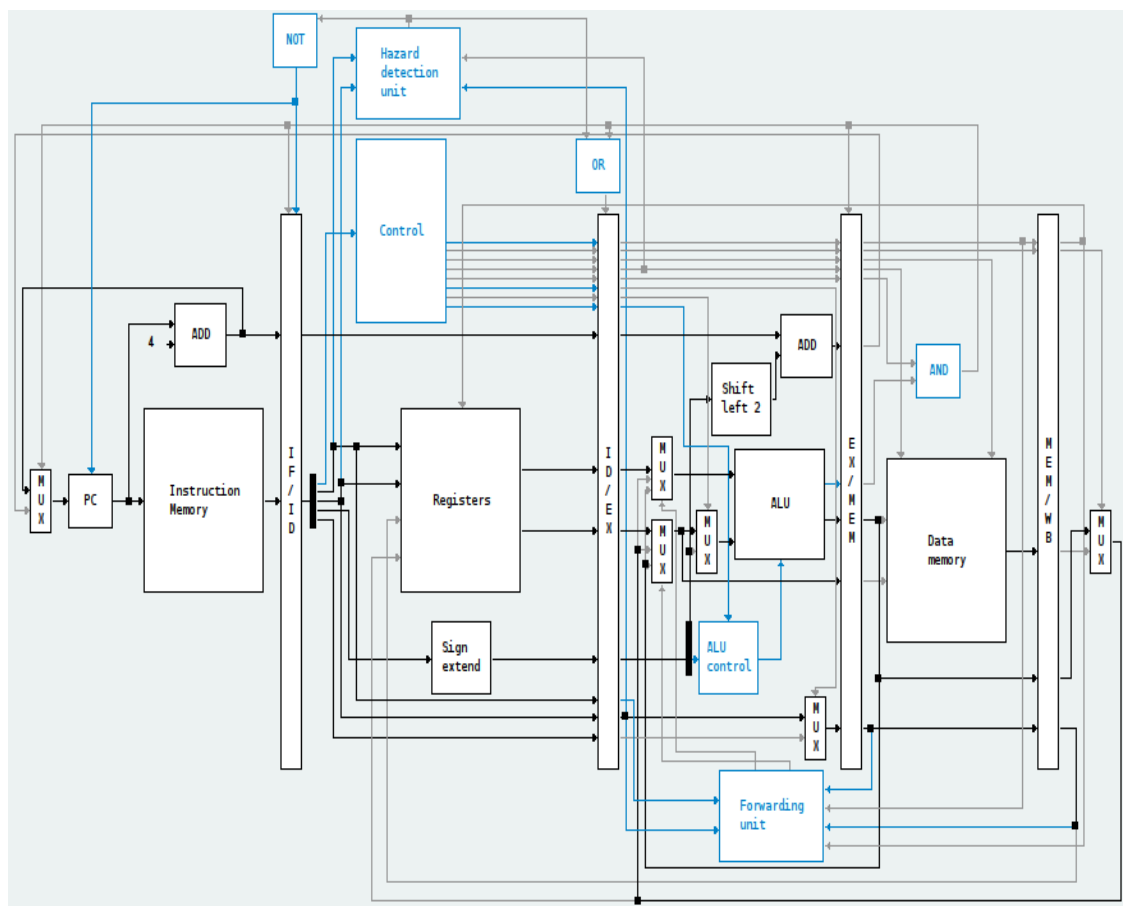 NOT
Hazard
detection
unit
OR
Control
ADD
4
ADD
Shift
left 2
AND
I
F
/
I
D
I
D
/
E
X
E
X
/
M
E
M
M
E
M
/
W
B
M
U
X
PC
Instruction
Memory
Registers
M
U
X
M
U
X
M
U
X
ALU
Data
memory
M
U
X
Sign
extend
ALU
control
M
U
X
Forwarding
unit